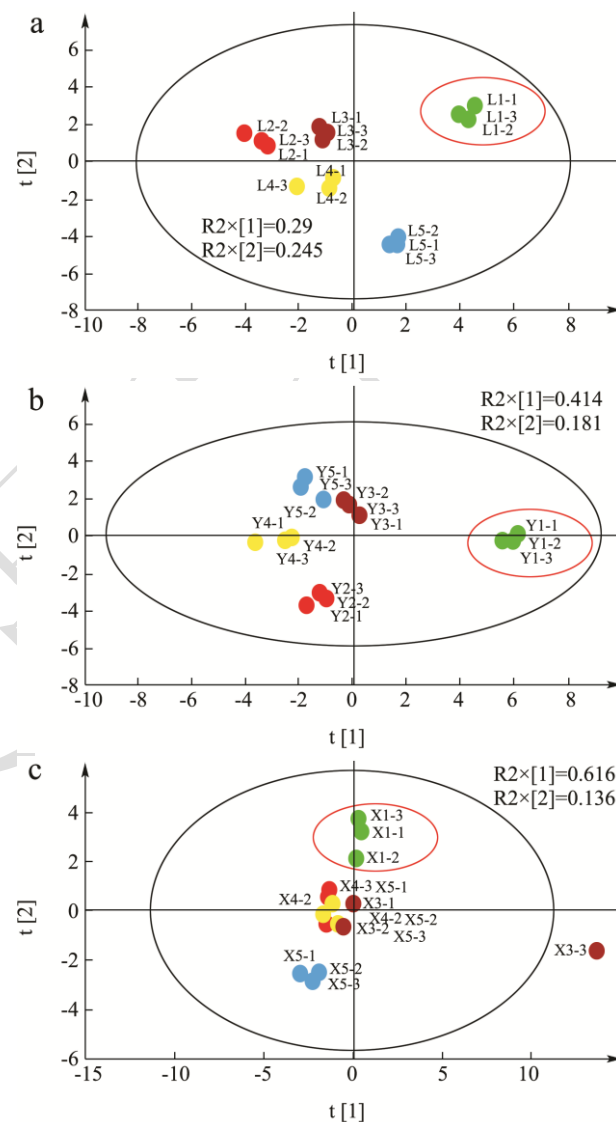 a
6
4
2
0
-2
-4
-6
-8
t [2]
L1-1
L1-3
L1-2
L2-2
L2-3
L2-1
L3-1
L3-3
L3-2
L4-1
L4-3
L4-2
L5-2
L5-1
L5-3
R2×[1]=0.29
R2×[2]=0.245
-10 -8 -6 -4 -2 0 2 4 6 8
t [1]
b
R2×[1]=0.414
R2×[2]=0.181
8
6
4
2
0
-2
-4
-6
-8
t [2]
Y5-1
Y5-3
Y5-2
Y3-2
Y3-3
Y3-1
Y4-1
Y4-2
Y4-3
Y1-1
Y1-2
Y1-3
Y2-3
Y2-2
Y2-1
-10 -8 -6 -4 -2 0 2 4 6 8
t [1]
c
R2×[1]=0.616
R2×[2]=0.136
4
2
0
-2
-4
-6
t [2]
X1-3
X1-1
X1-2
X4-3 X5-1
X4-2 X3-1
X4-2 X5-2
X3-2 X5-3
X3-3
X5-1
X5-2
X5-3
-15 -10 -5 0 5 10
t [1]